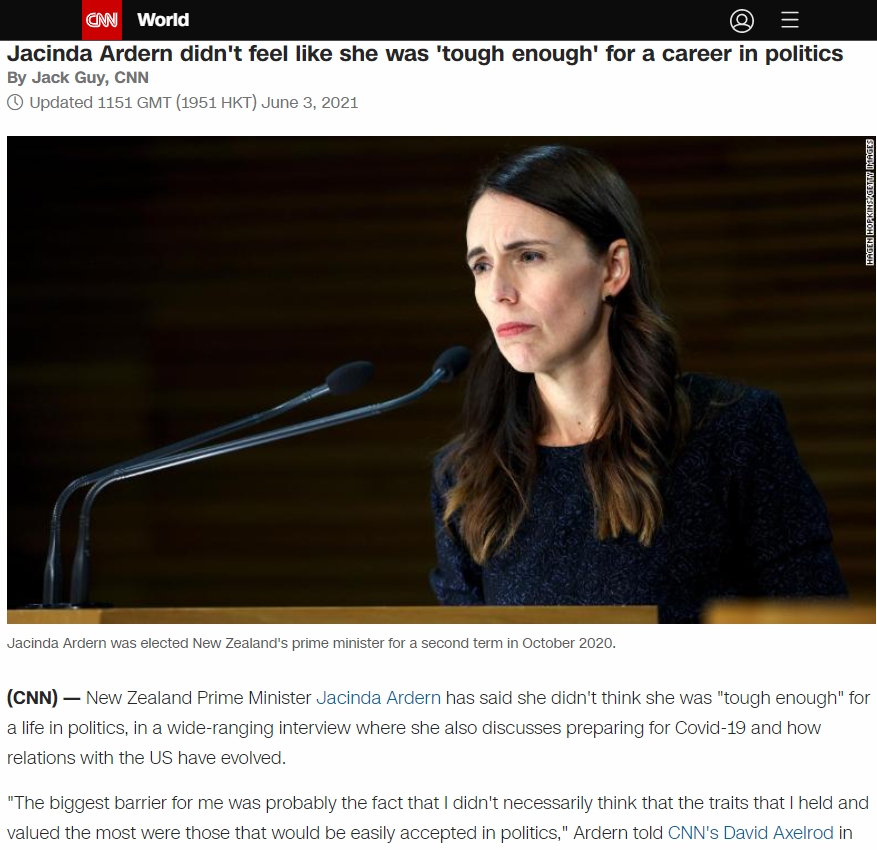 CNN World
Jacinda Ardern didn't feel like she was 'tough enough' for a career in politics
By Jack Guy, CNN
Updated 1151 GMT (1951 HKT) June 3, 2021
HAGEN HOPKINS/GETTY IMAGES
Jacinda Ardern was elected New Zealand's prime minister for a second term in October 2020.
(CNN) — New Zealand Prime Minister Jacinda Ardern has said she didn't think she was "tough enough" for
a life in politics, in a wide-ranging interview where she also discusses preparing for Covid-19 and how
relations with the US have evolved.
"The biggest barrier for me was probably the fact that I didn't necessarily think that the traits that I held and
valued the most were those that would be easily accepted in politics," Ardern told CNN's David Axelrod in